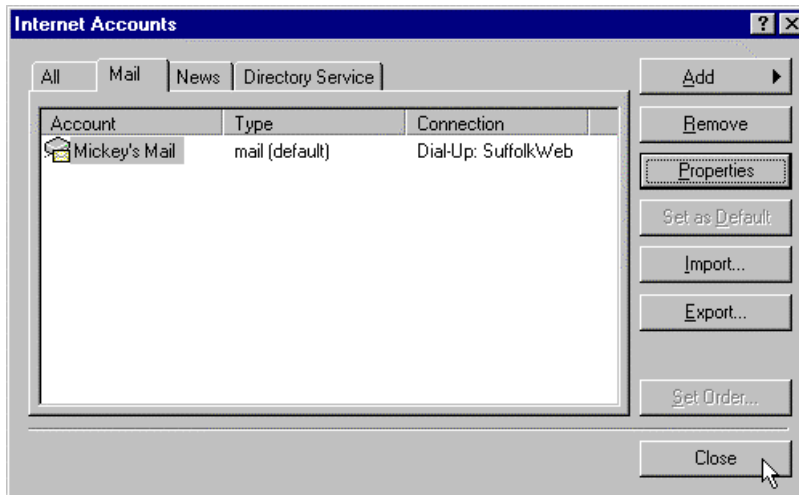 Internet Accounts
All Mail News Directory Service
Account Type Connection
Mickey's Mail mail (default) Dial-Up: SuffolkWeb
Add
Remove
Properties
Set as Default
Import...
Export...
Set Order...
Close